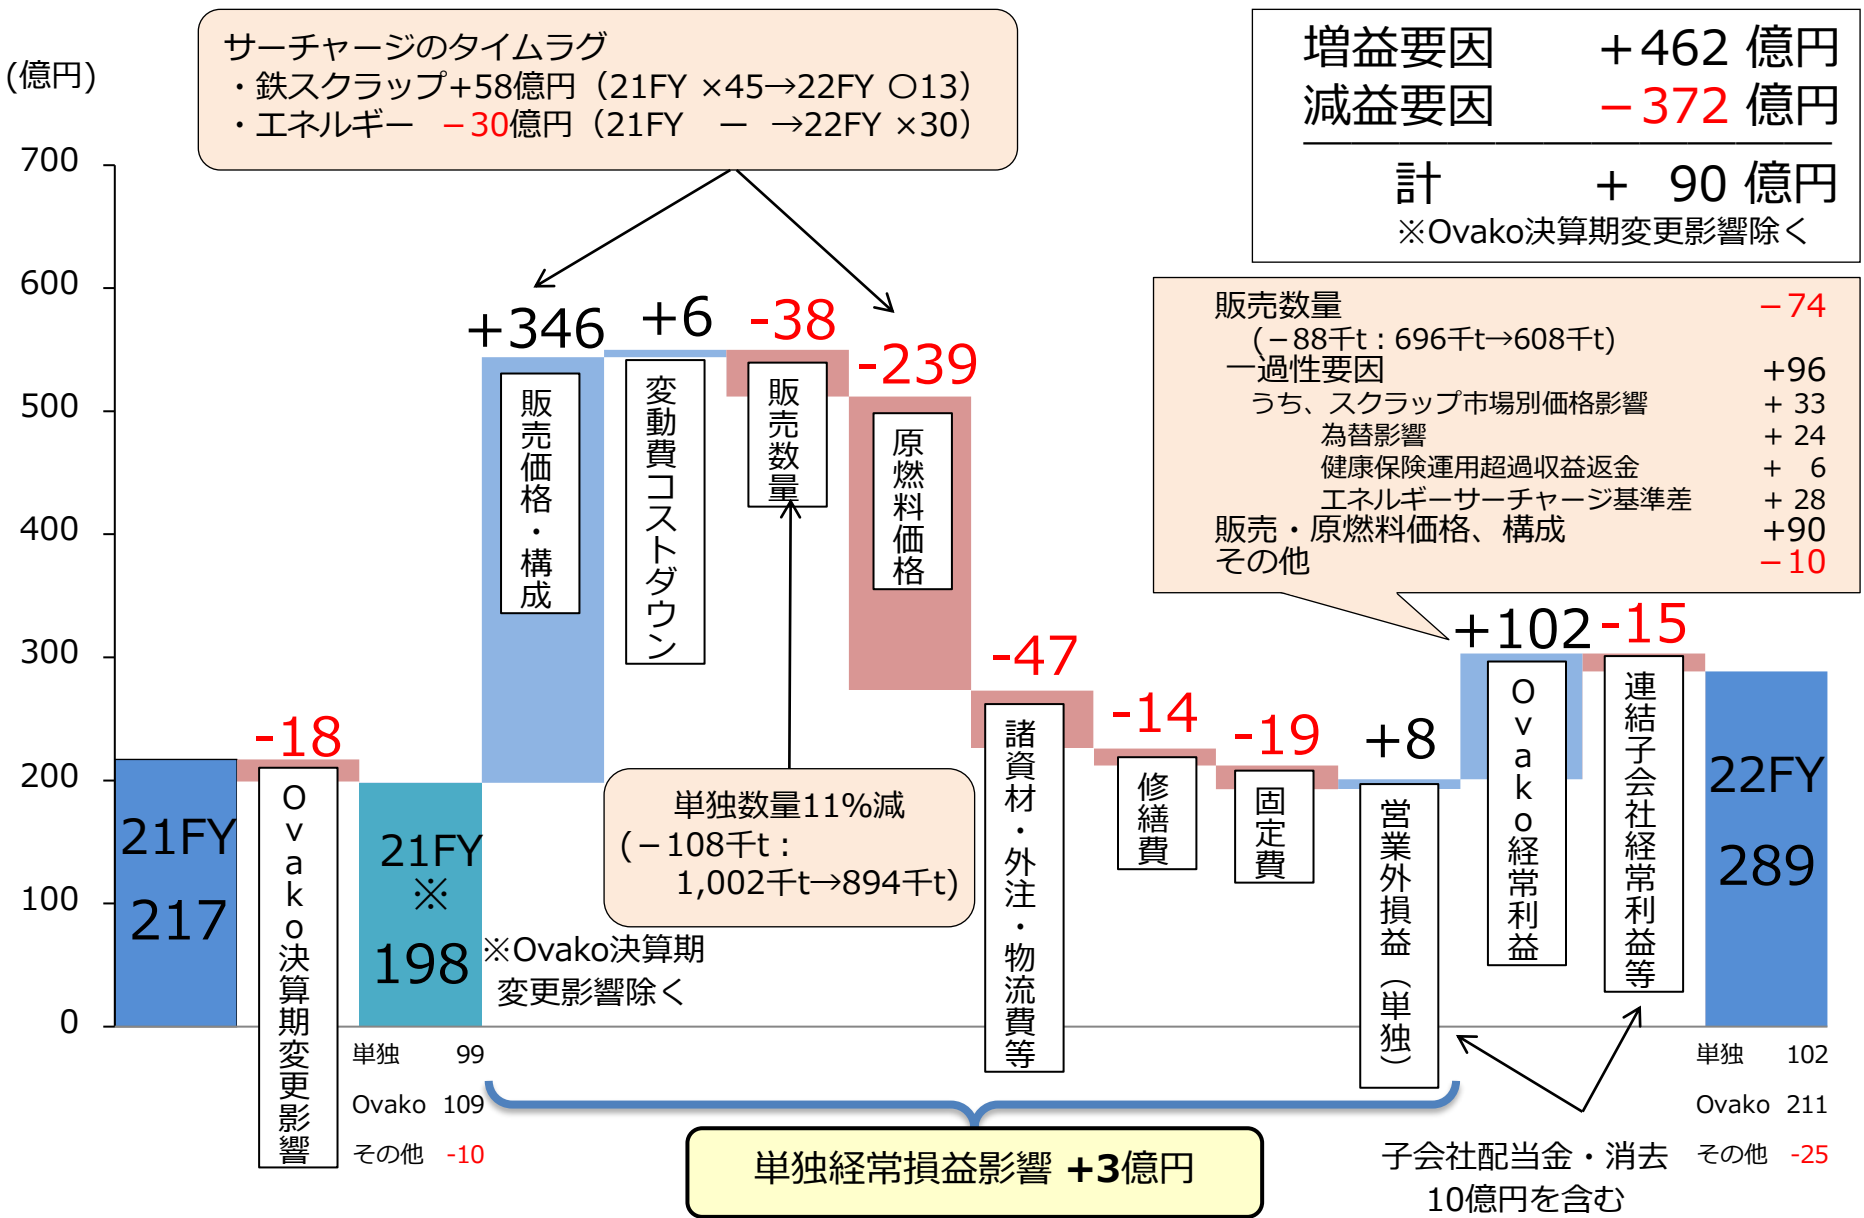 (億円)
サーチャージのタイムラグ
・鉄スクラップ+58億円（21FY ×45→22FY 〇13）
・エネルギー －30億円（21FY － →22FY ×30）
増益要因 ＋462 億円
減益要因 －372 億円
計 ＋ 90 億円
※Ovako決算期変更影響除く
販売数量 －74
(－88千t：696千t→608千t)
一過性要因 +96
うち、スクラップ市場別価格影響 + 33
為替影響 + 24
健康保険運用超過収益返金 + 6
エネルギーサーチャージ基準差 + 28
販売・原燃料価格、構成 +90
その他 －10
700
600
500
400
300
200
100
0
21FY
217
-18
Ovako決算期変更影響
21FY
※
198
※Ovako決算期
変更影響除く
+346
販売価格・構成
+6
変動費コストダウン
-38
販売数量
-239
原燃料価格
単独数量11%減
(－108千t：
1,002千t→894千t)
-47
諸資材・外注・物流費等
-14
修繕費
-19
固定費
+8
営業外損益（単独）
+102
Ovako経常利益
-15
連結子会社経常利益等
22FY
289
単独 99
Ovako 109
その他 -10
単独経常損益影響 +3億円
子会社配当金・消去
10億円を含む
単独 102
Ovako 211
その他 -25